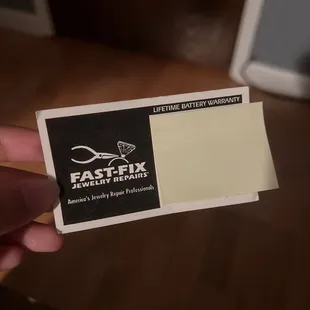 LIFETIME BATTERY WARRANTY
FAST-FIX
JEWELRY REPAIRS
America's Jewelry Repair Professionals